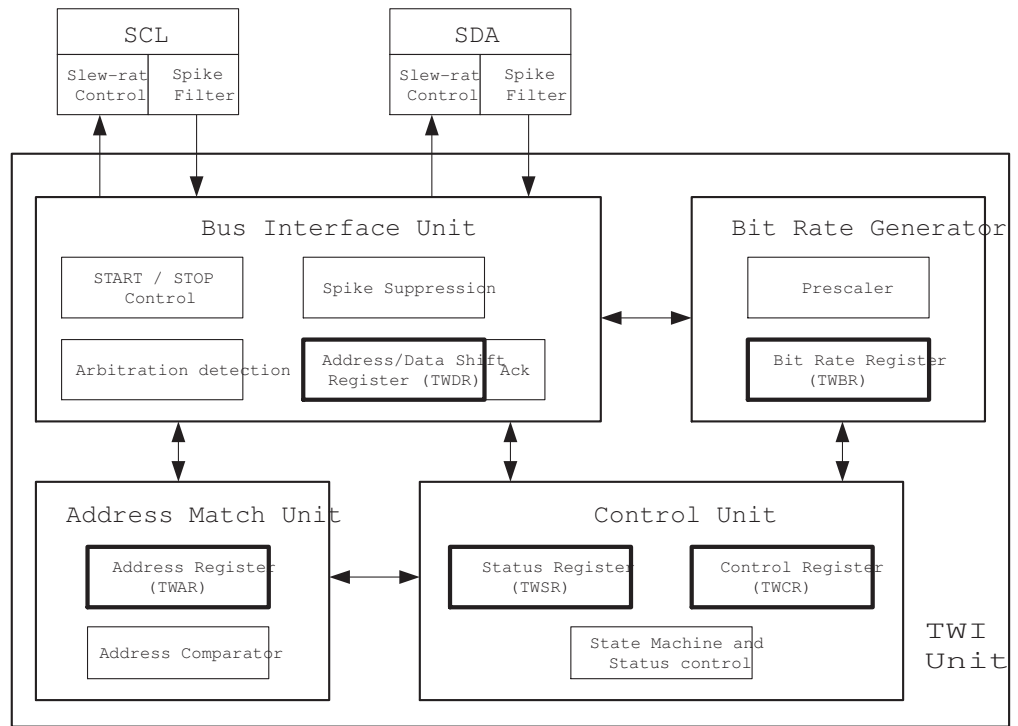 SCL
Slew-rat
Control
Spike
Filter
SDA
Slew-rat
Control
Spike
Filter
Bus Interface Unit
START / STOP
Control
Spike Suppression
Arbitration detection
Address/Data Shift
Register (TWDR)
Ack
Bit Rate Generator
Prescaler
Bit Rate Register
(TWBR)
Address Match Unit
Address Register
(TWAR)
Address Comparator
Control Unit
Status Register
(TWSR)
Control Register
(TWCR)
State Machine and
Status control
TWI
Unit